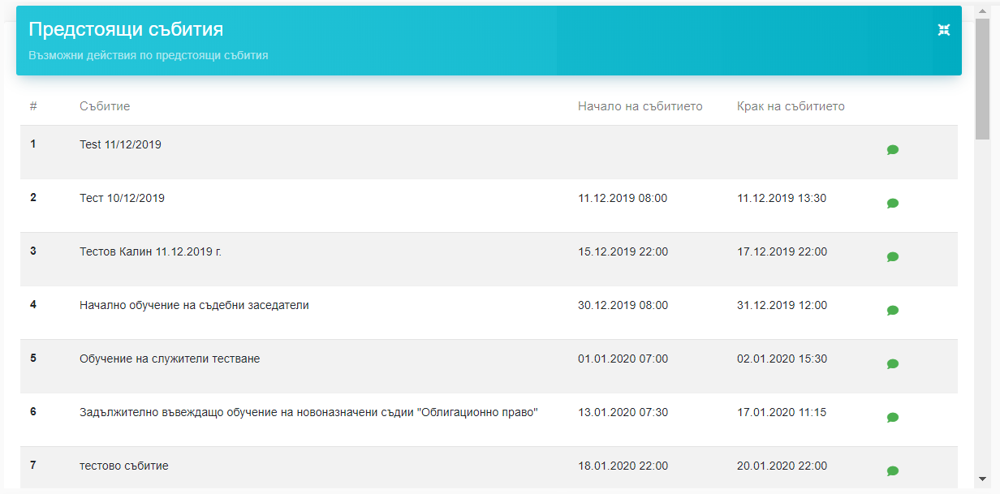 Предстоящи събития
Възможни действия по предстоящи събития
# Събитие Начало на събитието Крак на събитието
1 Test 11/12/2019
2 Тест 10/12/2019 11.12.2019 08:00 11.12.2019 13:30
3 Тестов Калин 11.12.2019 г. 15.12.2019 22:00 17.12.2019 22:00
4 Начално обучение на съдебни заседатели 30.12.2019 08:00 31.12.2019 12:00
5 Обучение на служители тестване 01.01.2020 07:00 02.01.2020 15:30
6 Задължително въвеждащо обучение на новоназначени съдии "Облигационно право" 13.01.2020 07:30 17.01.2020 11:15
7 тестово събитие 18.01.2020 22:00 20.01.2020 22:00